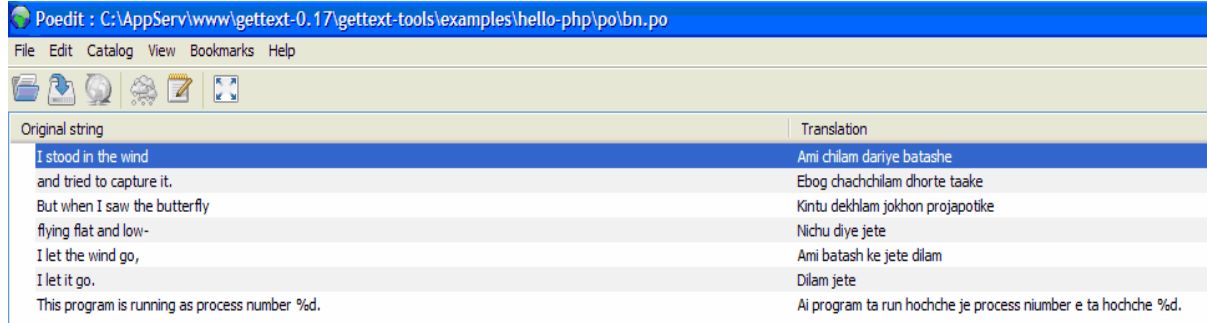 Poedit : C:\AppServ\www\gettext-0.17\gettext-tools\examples\hello-php\po\bn.po
File Edit Catalog View Bookmarks Help
Original string Translation
I stood in the wind Ami chilam dariye batashe
and tried to capture it. Ebog chachchilam dhorte taake
But when I saw the butterfly Kintu dekhlam jokhon projapotike
flying flat and low- Nichu diye jete
I let the wind go, Ami batash ke jete dilam
I let it go. Dilam jete
This program is running as process number %d. Ai program ta run hochche je process niumber e ta hochche %d.